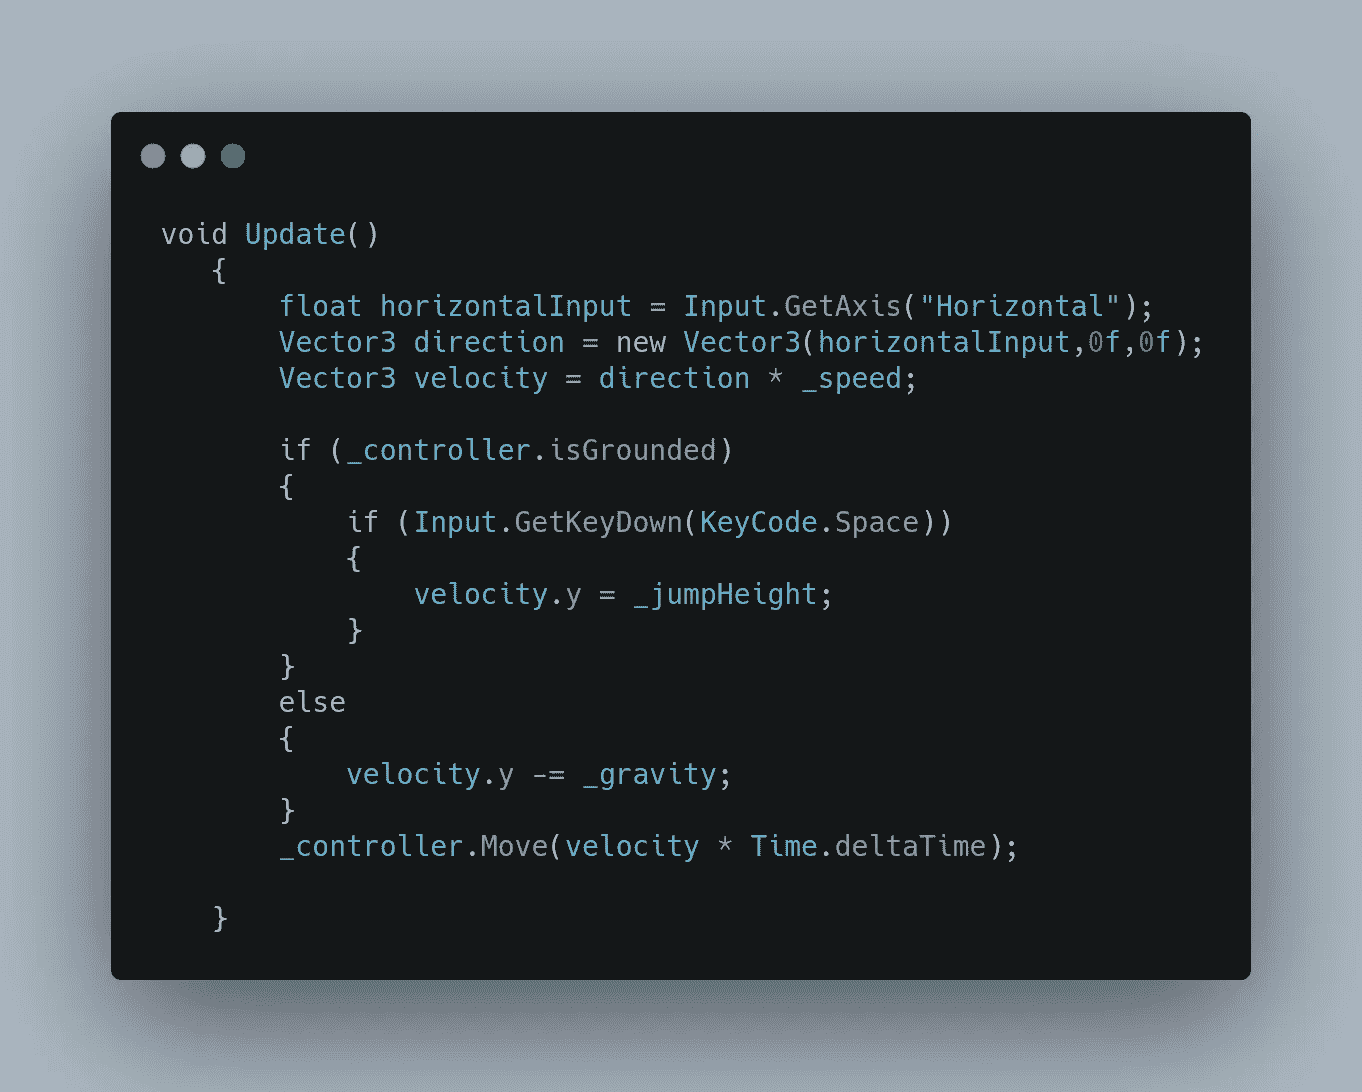 void Update()
{
float horizontalInput = Input.GetAxis("Horizontal");
Vector3 direction = new Vector3(horizontalInput,0f,0f);
Vector3 velocity = direction * _speed;
if (_controller.isGrounded)
{
if (Input.GetKeyDown(KeyCode.Space))
{
velocity.y = _jumpHeight;
}
}
else
{
velocity.y -= _gravity;
}
_controller.Move(velocity * Time.deltaTime);
}